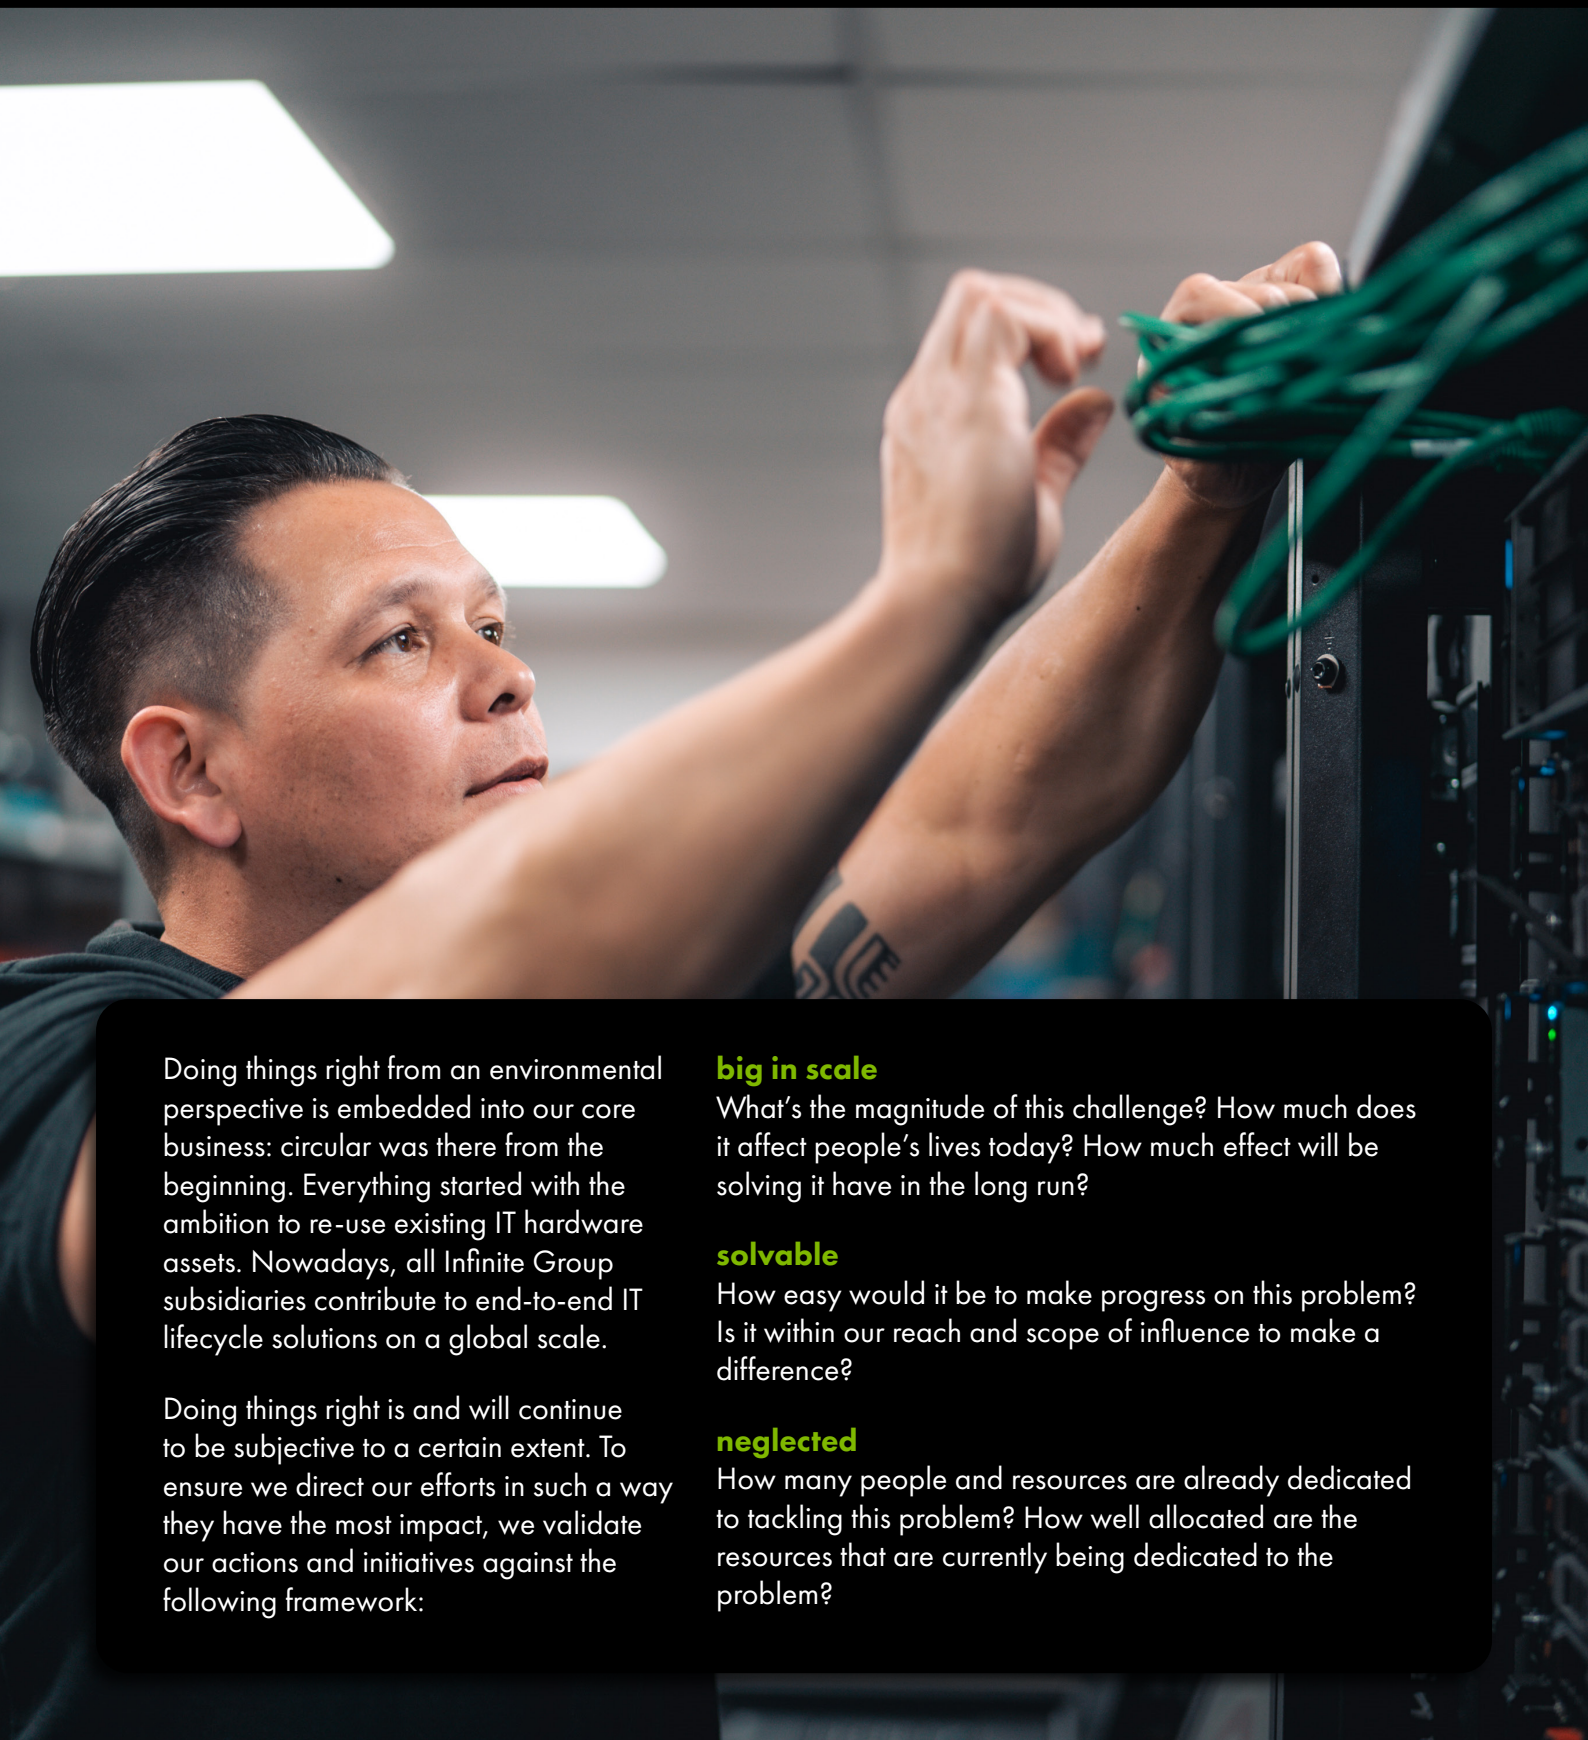 Doing things right from an environmental
perspective is embedded into our core
business: circular was there from the
beginning. Everything started with the
ambition to re-use existing IT hardware
assets. Nowadays, all Infinite Group
subsidiaries contribute to end-to-end IT
lifecycle solutions on a global scale.
Doing things right is and will continue
to be subjective to a certain extent. To
ensure we direct our efforts in such a way
they have the most impact, we validate
our actions and initiatives against the
following framework:
big in scale
What’s the magnitude of this challenge? How much does
it affect people’s lives today? How much effect will be
solving it have in the long run?
solvable
How easy would it be to make progress on this problem?
Is it within our reach and scope of influence to make a
difference?
neglected
How many people and resources are already dedicated
to tackling this problem? How well allocated are the
resources that are currently being dedicated to the
problem?